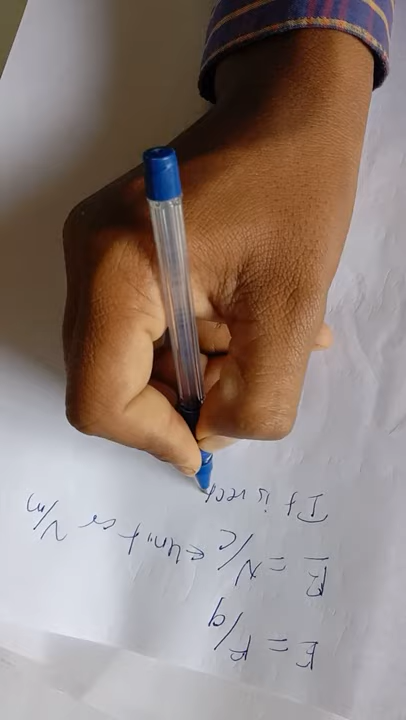 E = F/q
E = N/C ← unit or V/m
It is vect